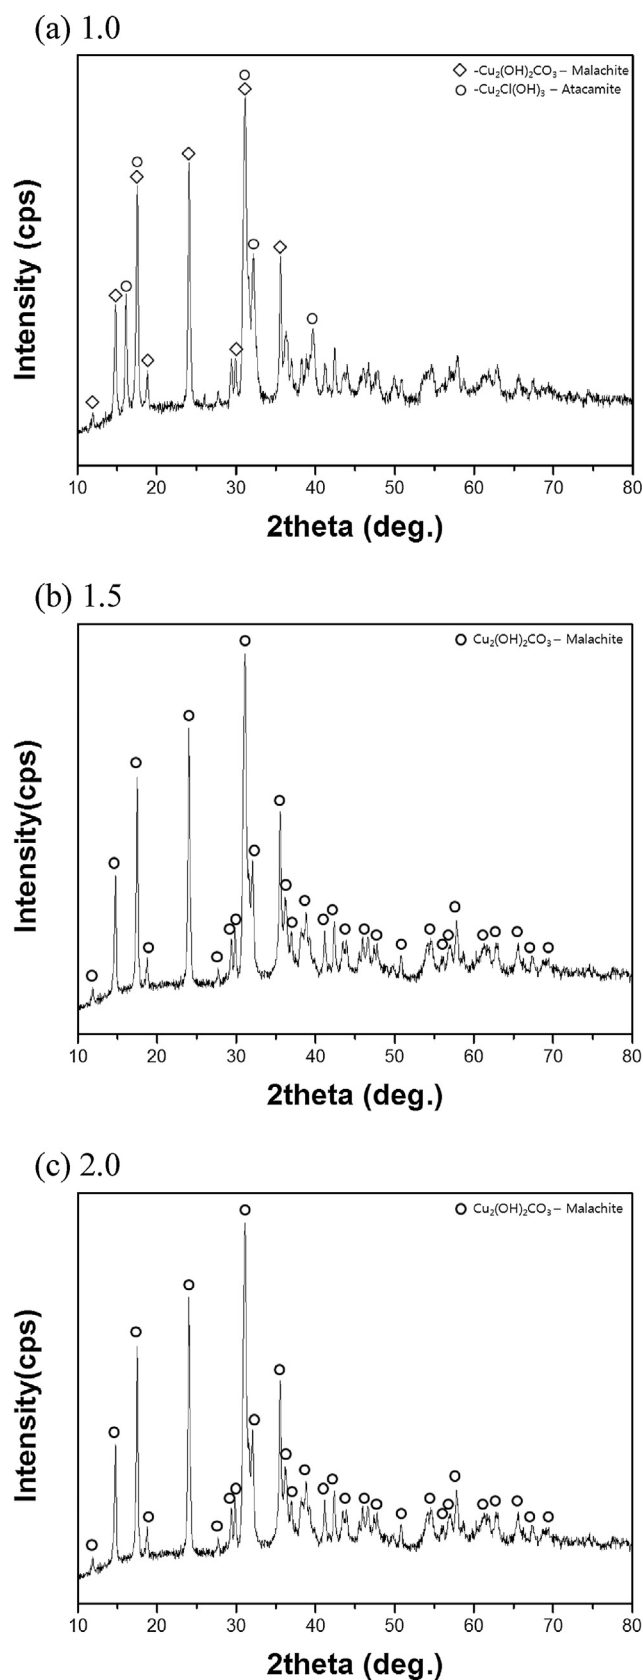 (a) 1.0
◇ -Cu₂(OH)₂CO₃ – Malachite
○ -Cu₂Cl(OH)₃ – Atacamite
Intensity (cps)
10 20 30 40 50 60 70 80
2theta (deg.)
(b) 1.5
○ Cu₂(OH)₂CO₃ – Malachite
Intensity(cps)
10 20 30 40 50 60 70 80
2theta (deg.)
(c) 2.0
○ Cu₂(OH)₂CO₃ – Malachite
Intensity(cps)
10 20 30 40 50 60 70 80
2theta (deg.)